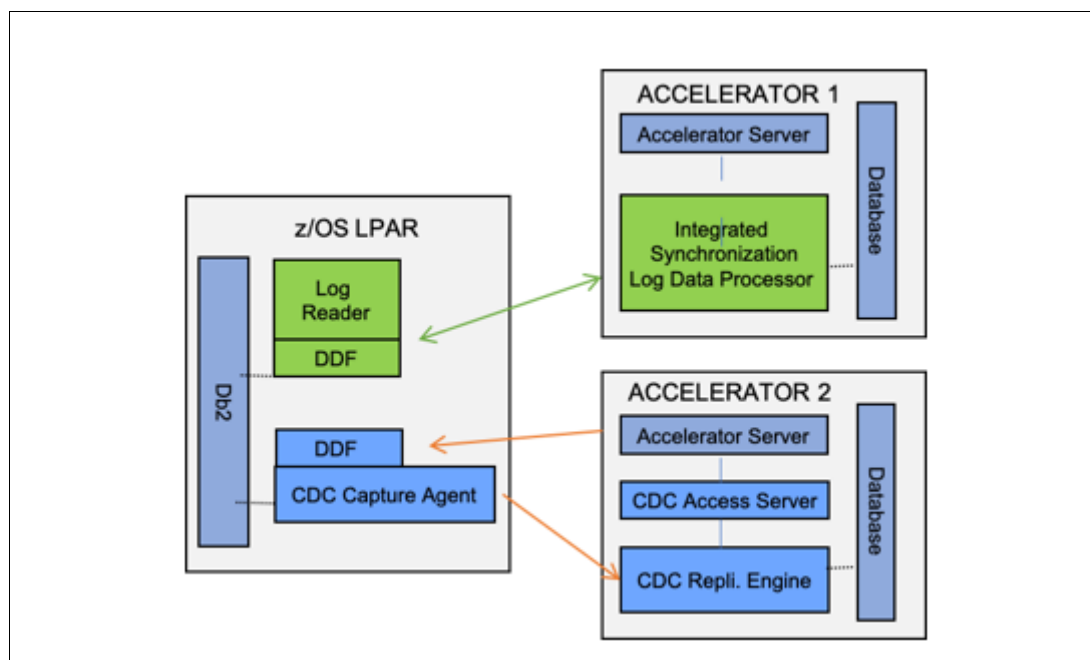 z/OS LPAR
Db2
Log
Reader
DDF
DDF
CDC Capture Agent
ACCELERATOR 1
Accelerator Server
Integrated
Synchronization
Log Data Processor
Database
ACCELERATOR 2
Accelerator Server
CDC Access Server
CDC Repli. Engine
Database